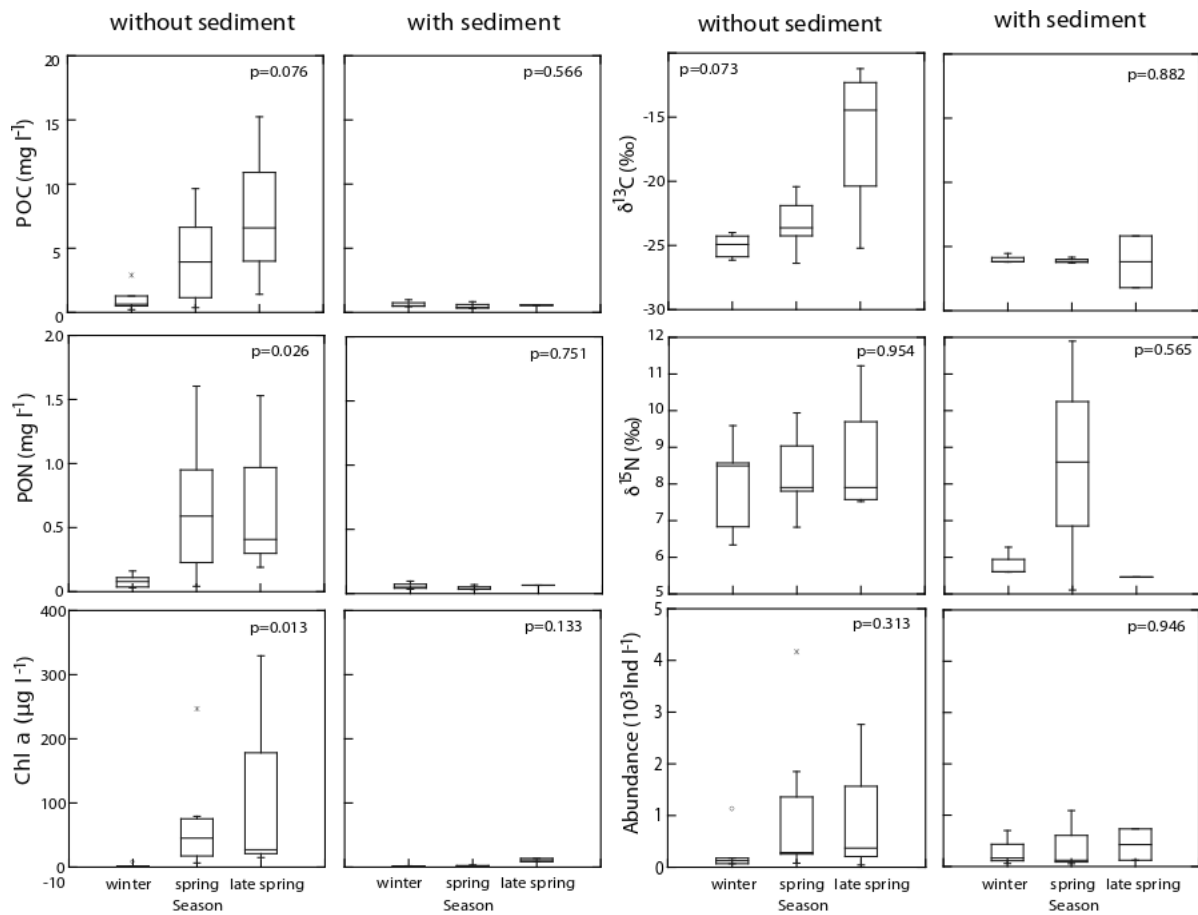 without sediment
with sediment
without sediment
with sediment
20
15
10
5
0
POC (mg l⁻¹)
p=0.076
p=0.566
-15
-20
-25
-30
δ¹³C (‰)
p=0.073
p=0.882
2.0
1.5
1.0
0.5
0
PON (mg l⁻¹)
p=0.026
p=0.751
12
11
10
9
8
7
6
5
δ¹⁵N (‰)
p=0.954
p=0.565
400
300
200
100
0
-10
Chl a (µg l⁻¹)
p=0.013
p=0.133
5
4
3
2
1
0
Abundance (10³Ind l⁻¹)
p=0.313
p=0.946
winter spring late spring
Season
winter spring late spring
Season
winter spring late spring
Season
winter spring late spring
Season